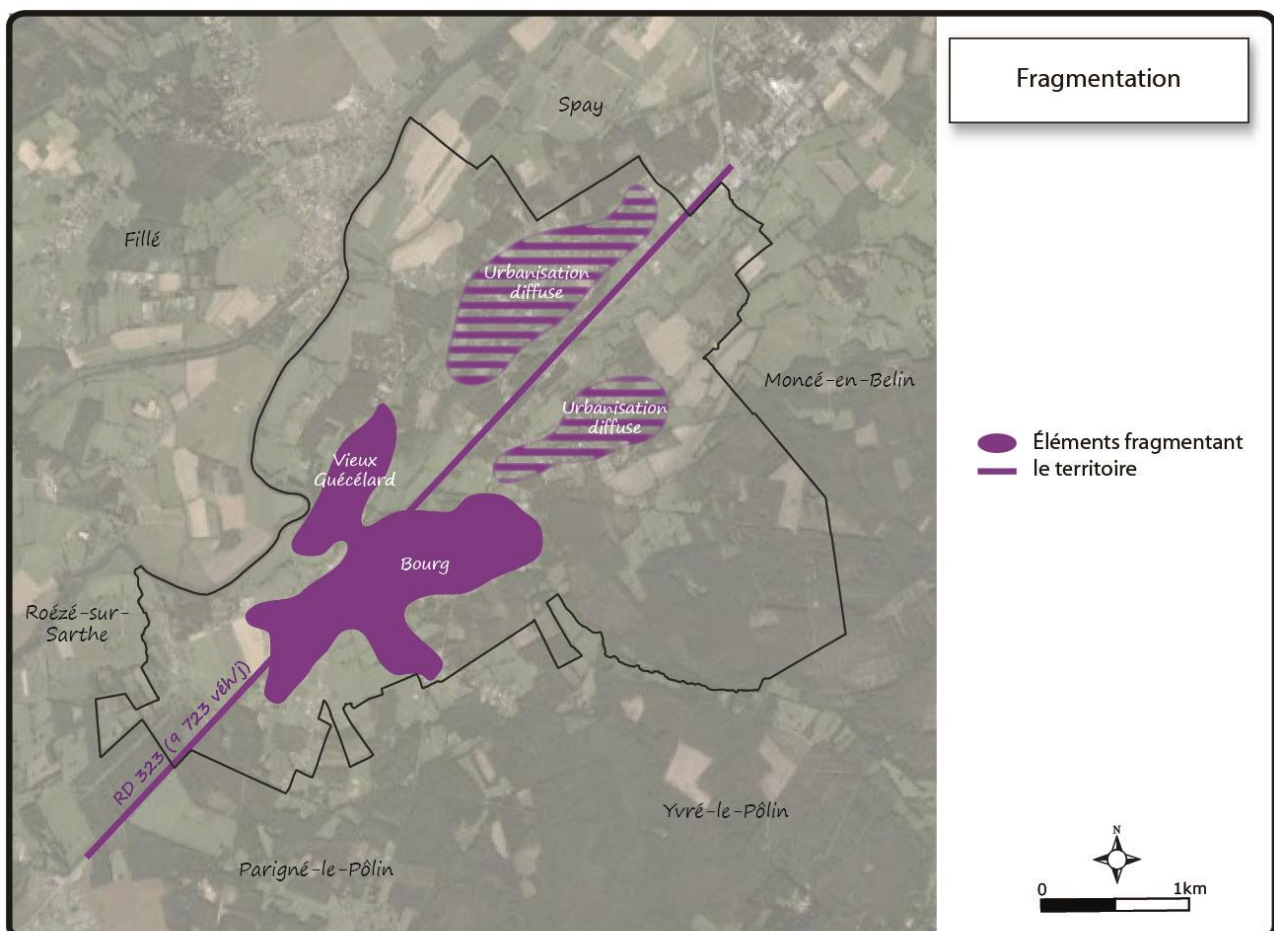 Fragmentation
Spay
Fillé
Urbanisation
diffuse
Moncé-en-Belin
Urbanisation
diffuse
Éléments fragmentant
le territoire
Vieux
Guécélard
Bourg
Roézé-sur-
Sarthe
RD 323 (9 723 véh/j)
Yvré-le-Pôlin
Parigné-le-Pôlin
N
0 1km